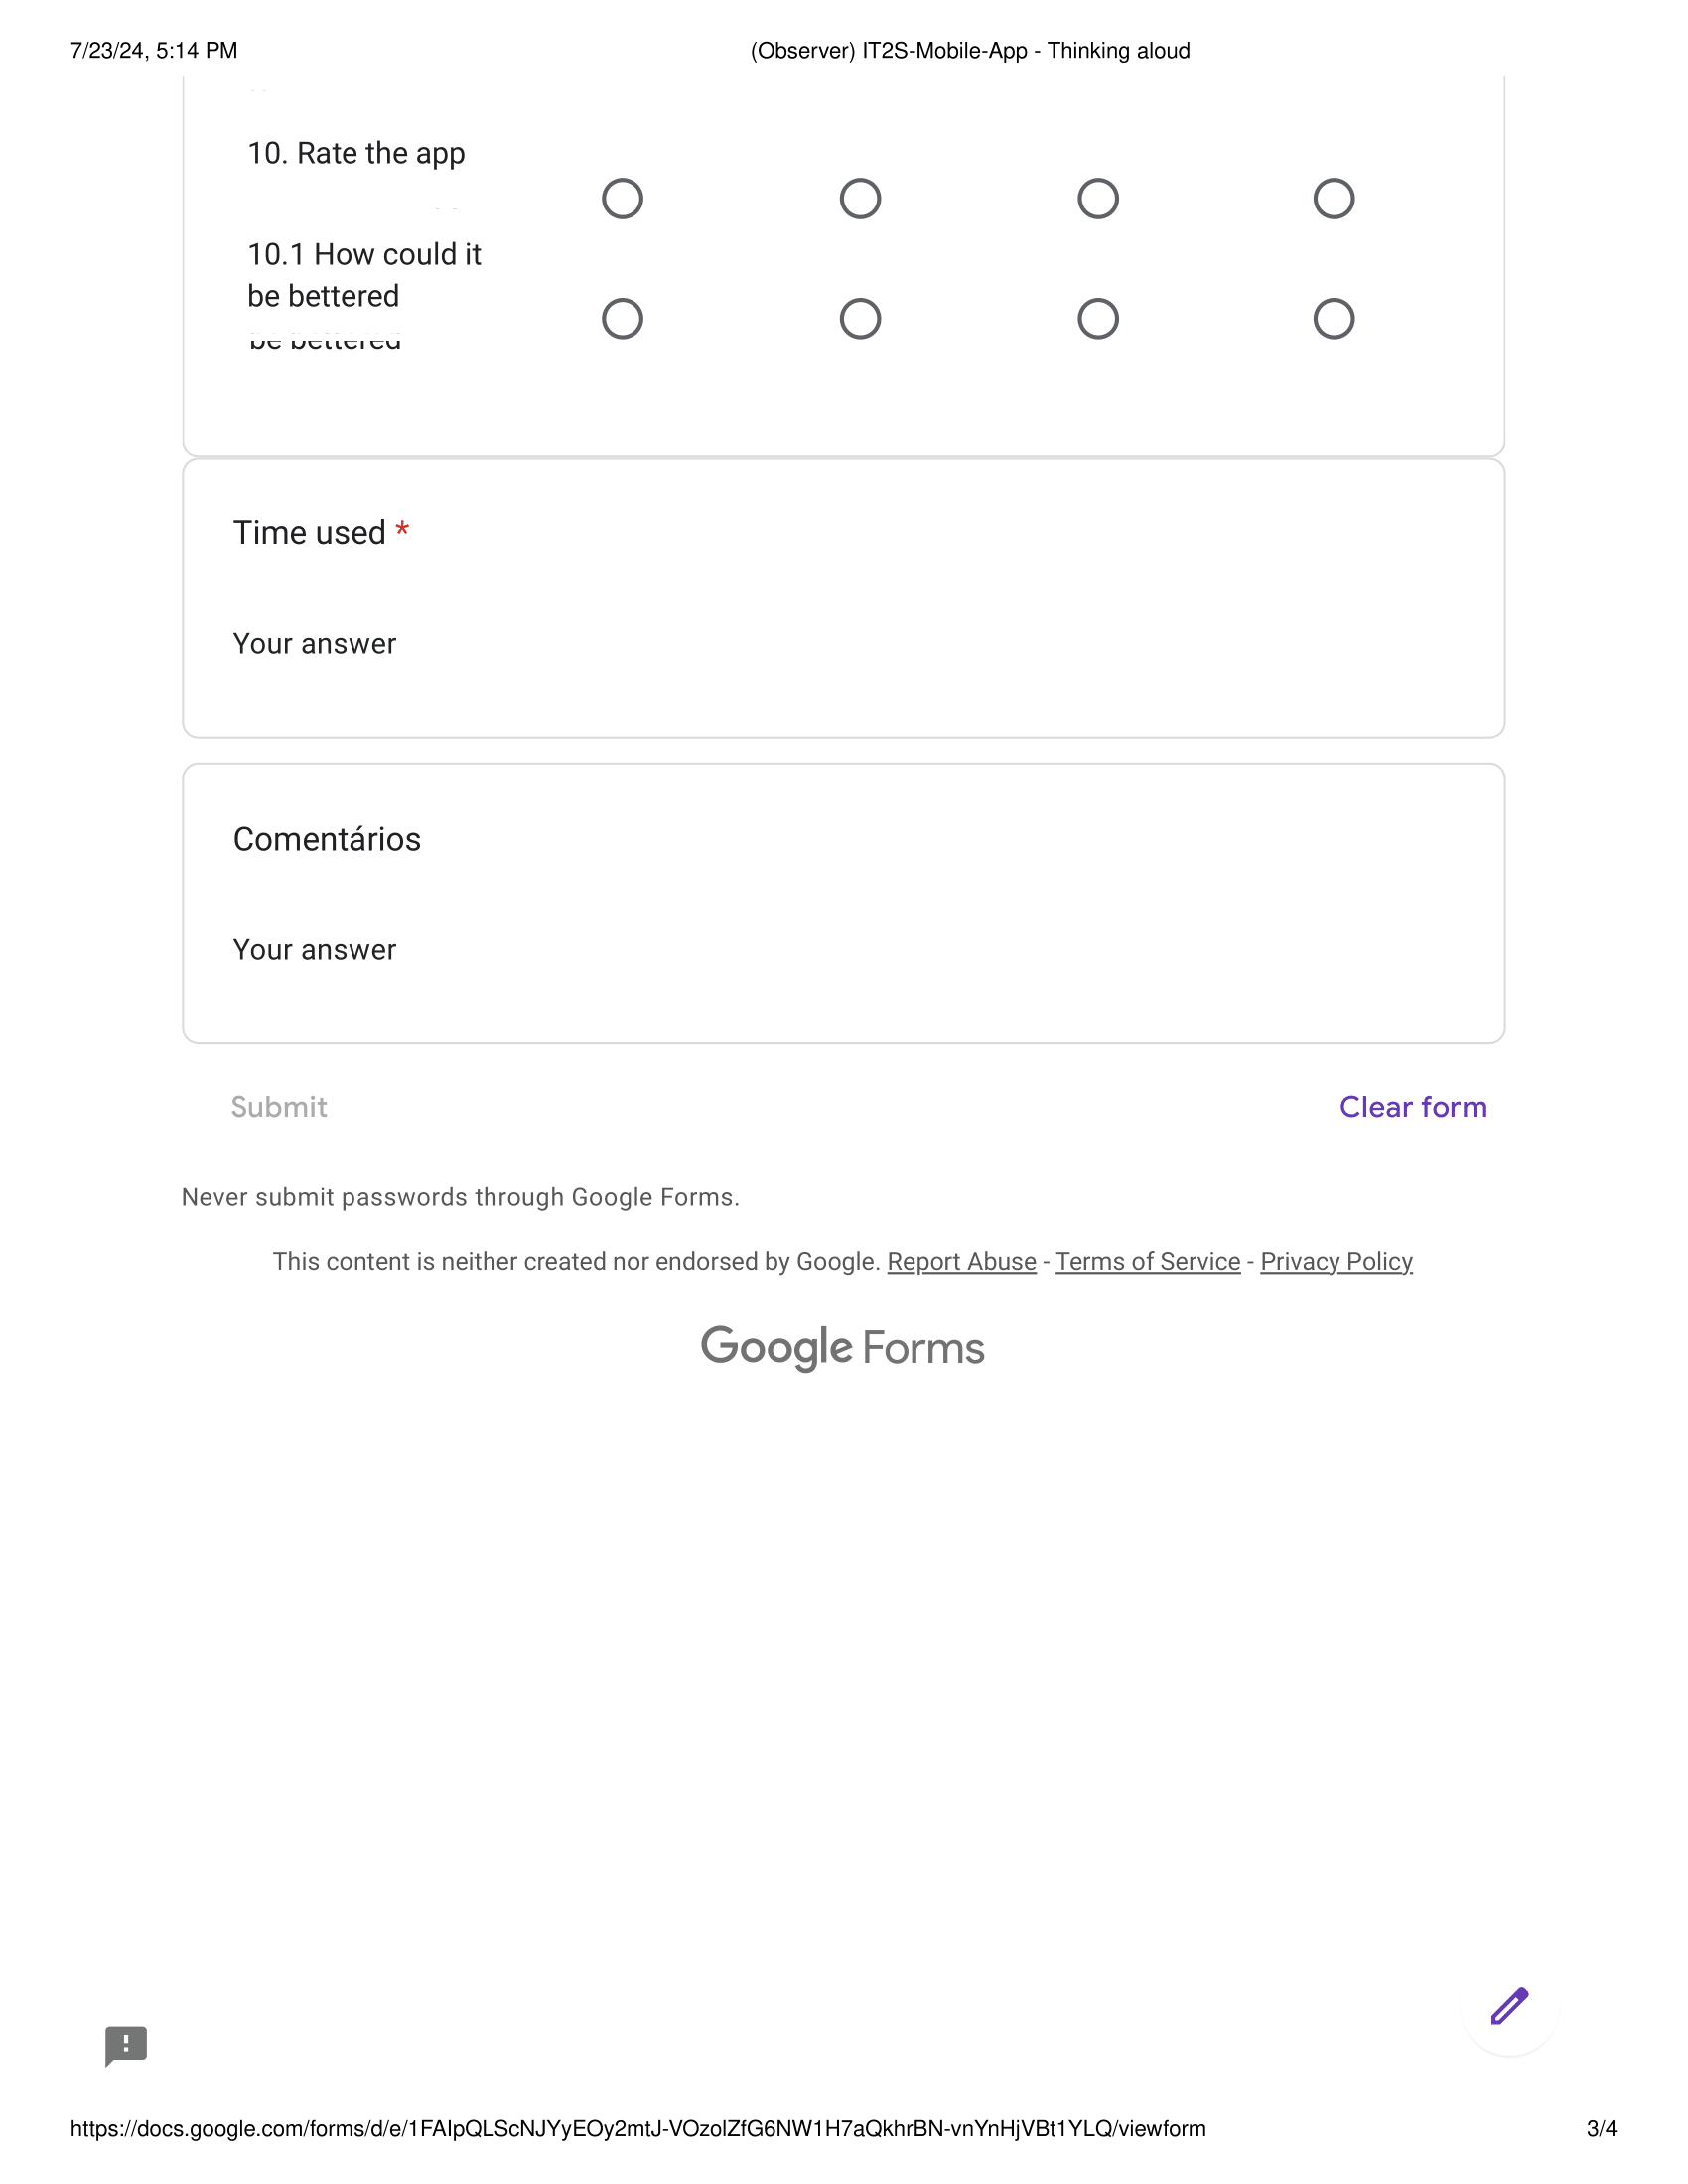 7/23/24, 5:14 PM
(Observer) IT2S-Mobile-App - Thinking aloud
10. Rate the app
10.1 How could it
be bettered
be bettered
Time used *
Your answer
Comentários
Your answer
Submit
Clear form
Never submit passwords through Google Forms.
This content is neither created nor endorsed by Google. Report Abuse - Terms of Service - Privacy Policy
Google Forms
https://docs.google.com/forms/d/e/1FAIpQLScNJYyEOy2mtJ-VOzolZfG6NW1H7aQkhrBN-vnYnHjVBt1YLQ/viewform
3/4